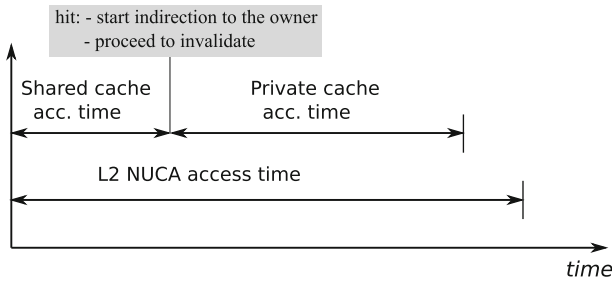 hit: - start indirection to the owner
- proceed to invalidate
Shared cache
acc. time
Private cache
acc. time
L2 NUCA access time
time